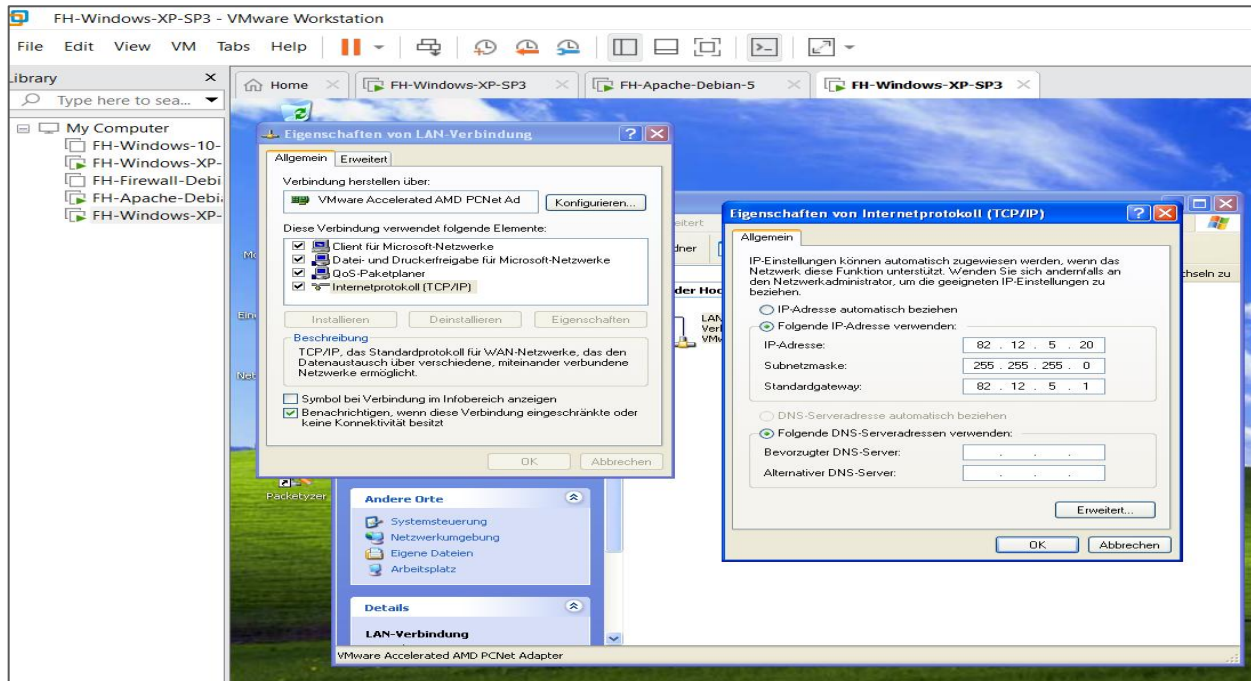 FH-Windows-XP-SP3 - VMware Workstation
File Edit View VM Tabs Help
Library
Type here to sea...
My Computer
FH-Windows-10-
FH-Windows-XP-
FH-Firewall-Debi
FH-Apache-Debi
FH-Windows-XP-
Home
FH-Windows-XP-SP3
FH-Apache-Debian-5
FH-Windows-XP-SP3
Eigenschaften von LAN-Verbindung
Allgemein
Erweitert
Verbindung herstellen über:
VMware Accelerated AMD PCNet Ad
Konfigurieren...
Diese Verbindung verwendet folgende Elemente:
Client für Microsoft-Netzwerke
Datei- und Druckerfreigabe für Microsoft-Netzwerke
QoS-Paketplaner
Internetprotokoll (TCP/IP)
Installieren
Deinstallieren
Eigenschaften
Beschreibung
TCP/IP, das Standardprotokoll für WAN-Netzwerke, das den
Datenaustausch über verschiedene, miteinander verbundene
Netzwerke ermöglicht.
Symbol bei Verbindung im Infobereich anzeigen
Benachrichtigen, wenn diese Verbindung eingeschränkte oder
keine Konnektivität besitzt
OK
Abbrechen
Packetyzer
Andere Orte
Systemsteuerung
Netzwerkumgebung
Eigene Dateien
Arbeitsplatz
Details
LAN-Verbindung
VMware Accelerated AMD PCNet Adapter
eitert
dner
der Hoc
LAN
Verl
VMw
hseln zu
Eigenschaften von Internetprotokoll (TCP/IP)
Allgemein
IP-Einstellungen können automatisch zugewiesen werden, wenn das
Netzwerk diese Funktion unterstützt. Wenden Sie sich andernfalls an
den Netzwerkadministrator, um die geeigneten IP-Einstellungen zu
beziehen.
IP-Adresse automatisch beziehen
Folgende IP-Adresse verwenden:
IP-Adresse: 82 . 12 . 5 . 20
Subnetzmaske: 255 . 255 . 255 . 0
Standardgateway: 82 . 12 . 5 . 1
DNS-Serveradresse automatisch beziehen
Folgende DNS-Serveradressen verwenden:
Bevorzugter DNS-Server: . . .
Alternativer DNS-Server: . . .
Erweitert...
OK
Abbrechen